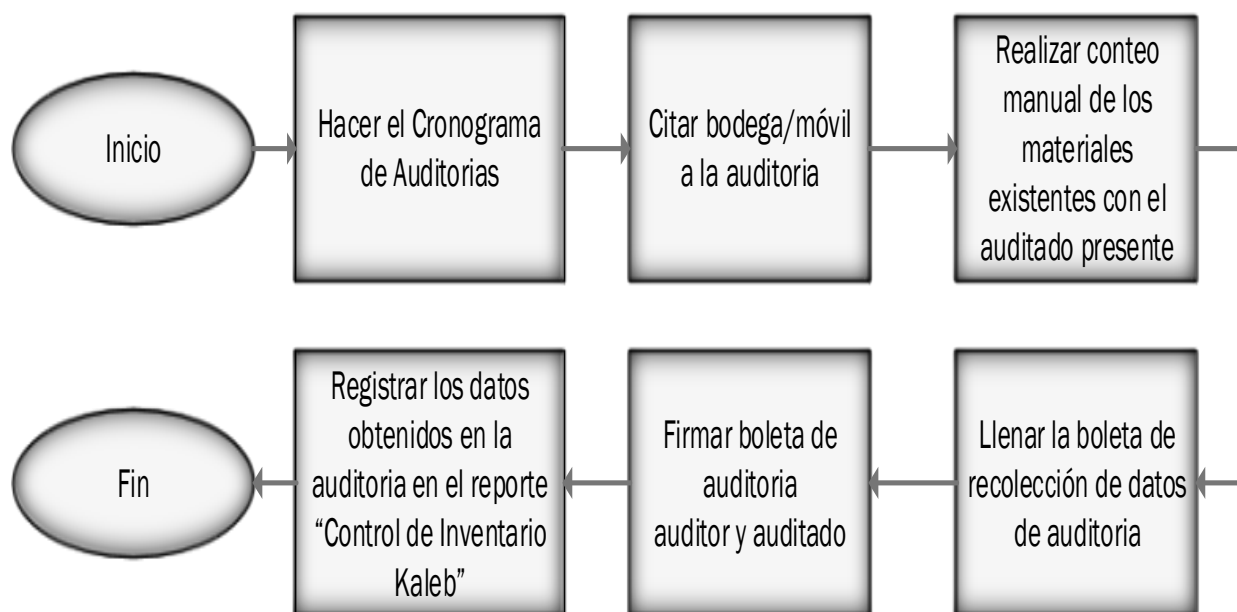 Inicio
Hacer el Cronograma
de Auditorias
Citar bodega/móvil
a la auditoria
Realizar conteo
manual de los
materiales
existentes con el
auditado presente
Llenar la boleta de
recolección de datos
de auditoria
Firmar boleta de
auditoria
auditor y auditado
Registrar los datos
obtenidos en la
auditoria en el reporte
“Control de Inventario
Kaleb”
Fin